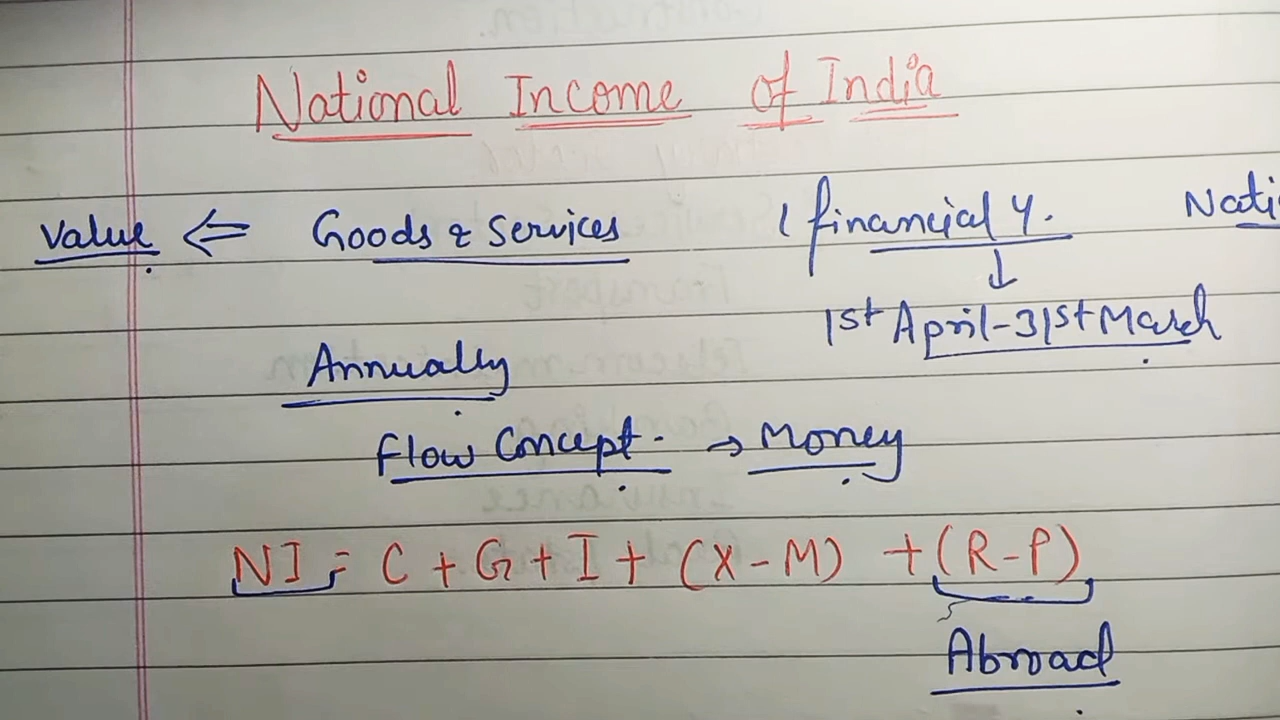 National Income of India
Value ⇐ Goods & Services 1 financial Y. Nati
↓
1st April-31st March
Annually
flow Concept. → Money
NI = C + G + I + (X - M) + (R - P)
Abroad